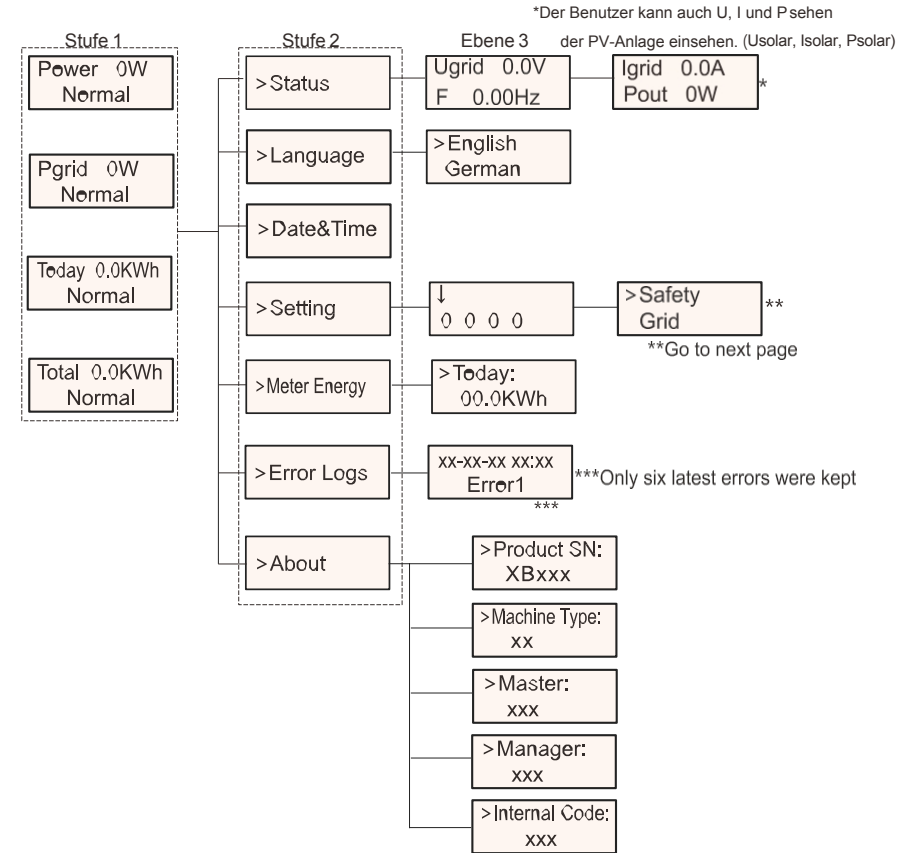 *Der Benutzer kann auch U, I und P sehen
der PV-Anlage einsehen. (Usolar, Isolar, Psolar)
Stufe 1
Stufe 2
Ebene 3
Power 0W
Normal
Pgrid 0W
Normal
Today 0.0KWh
Normal
Total 0.0KWh
Normal
>Status
Ugrid 0.0V
F 0.00Hz
Igrid 0.0A
Pout 0W
*
>Language
>English
German
>Date&Time
>Setting
↓
0 0 0 0
>Safety
Grid
**
**Go to next page
>Meter Energy
>Today:
00.0KWh
>Error Logs
xx-xx-xx xx:xx
Error1
***
***Only six latest errors were kept
>About
>Product SN:
XBxxx
>Machine Type:
xx
>Master:
xxx
>Manager:
xxx
>Internal Code:
xxx